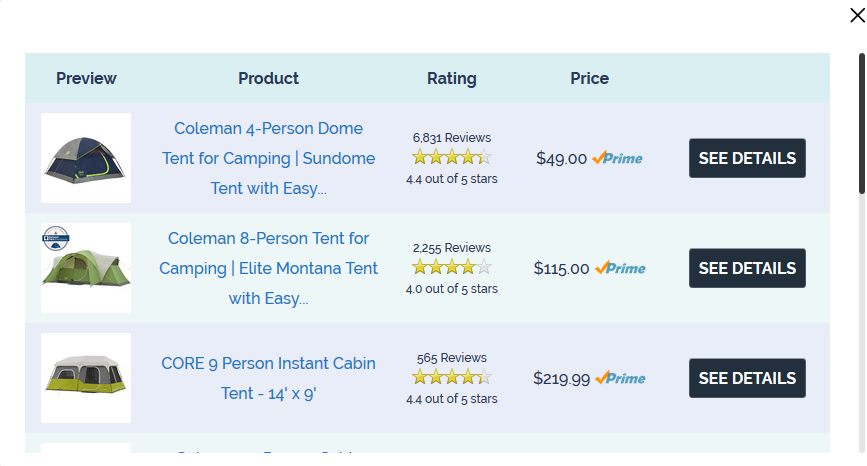 Preview Product Rating Price
Coleman 4-Person Dome
Tent for Camping | Sundome
Tent with Easy...
6,831 Reviews
4.4 out of 5 stars
$49.00 Prime
SEE DETAILS
Coleman 8-Person Tent for
Camping | Elite Montana Tent
with Easy...
2,255 Reviews
4.0 out of 5 stars
$115.00 Prime
SEE DETAILS
CORE 9 Person Instant Cabin
Tent - 14' x 9'
565 Reviews
4.4 out of 5 stars
$219.99 Prime
SEE DETAILS